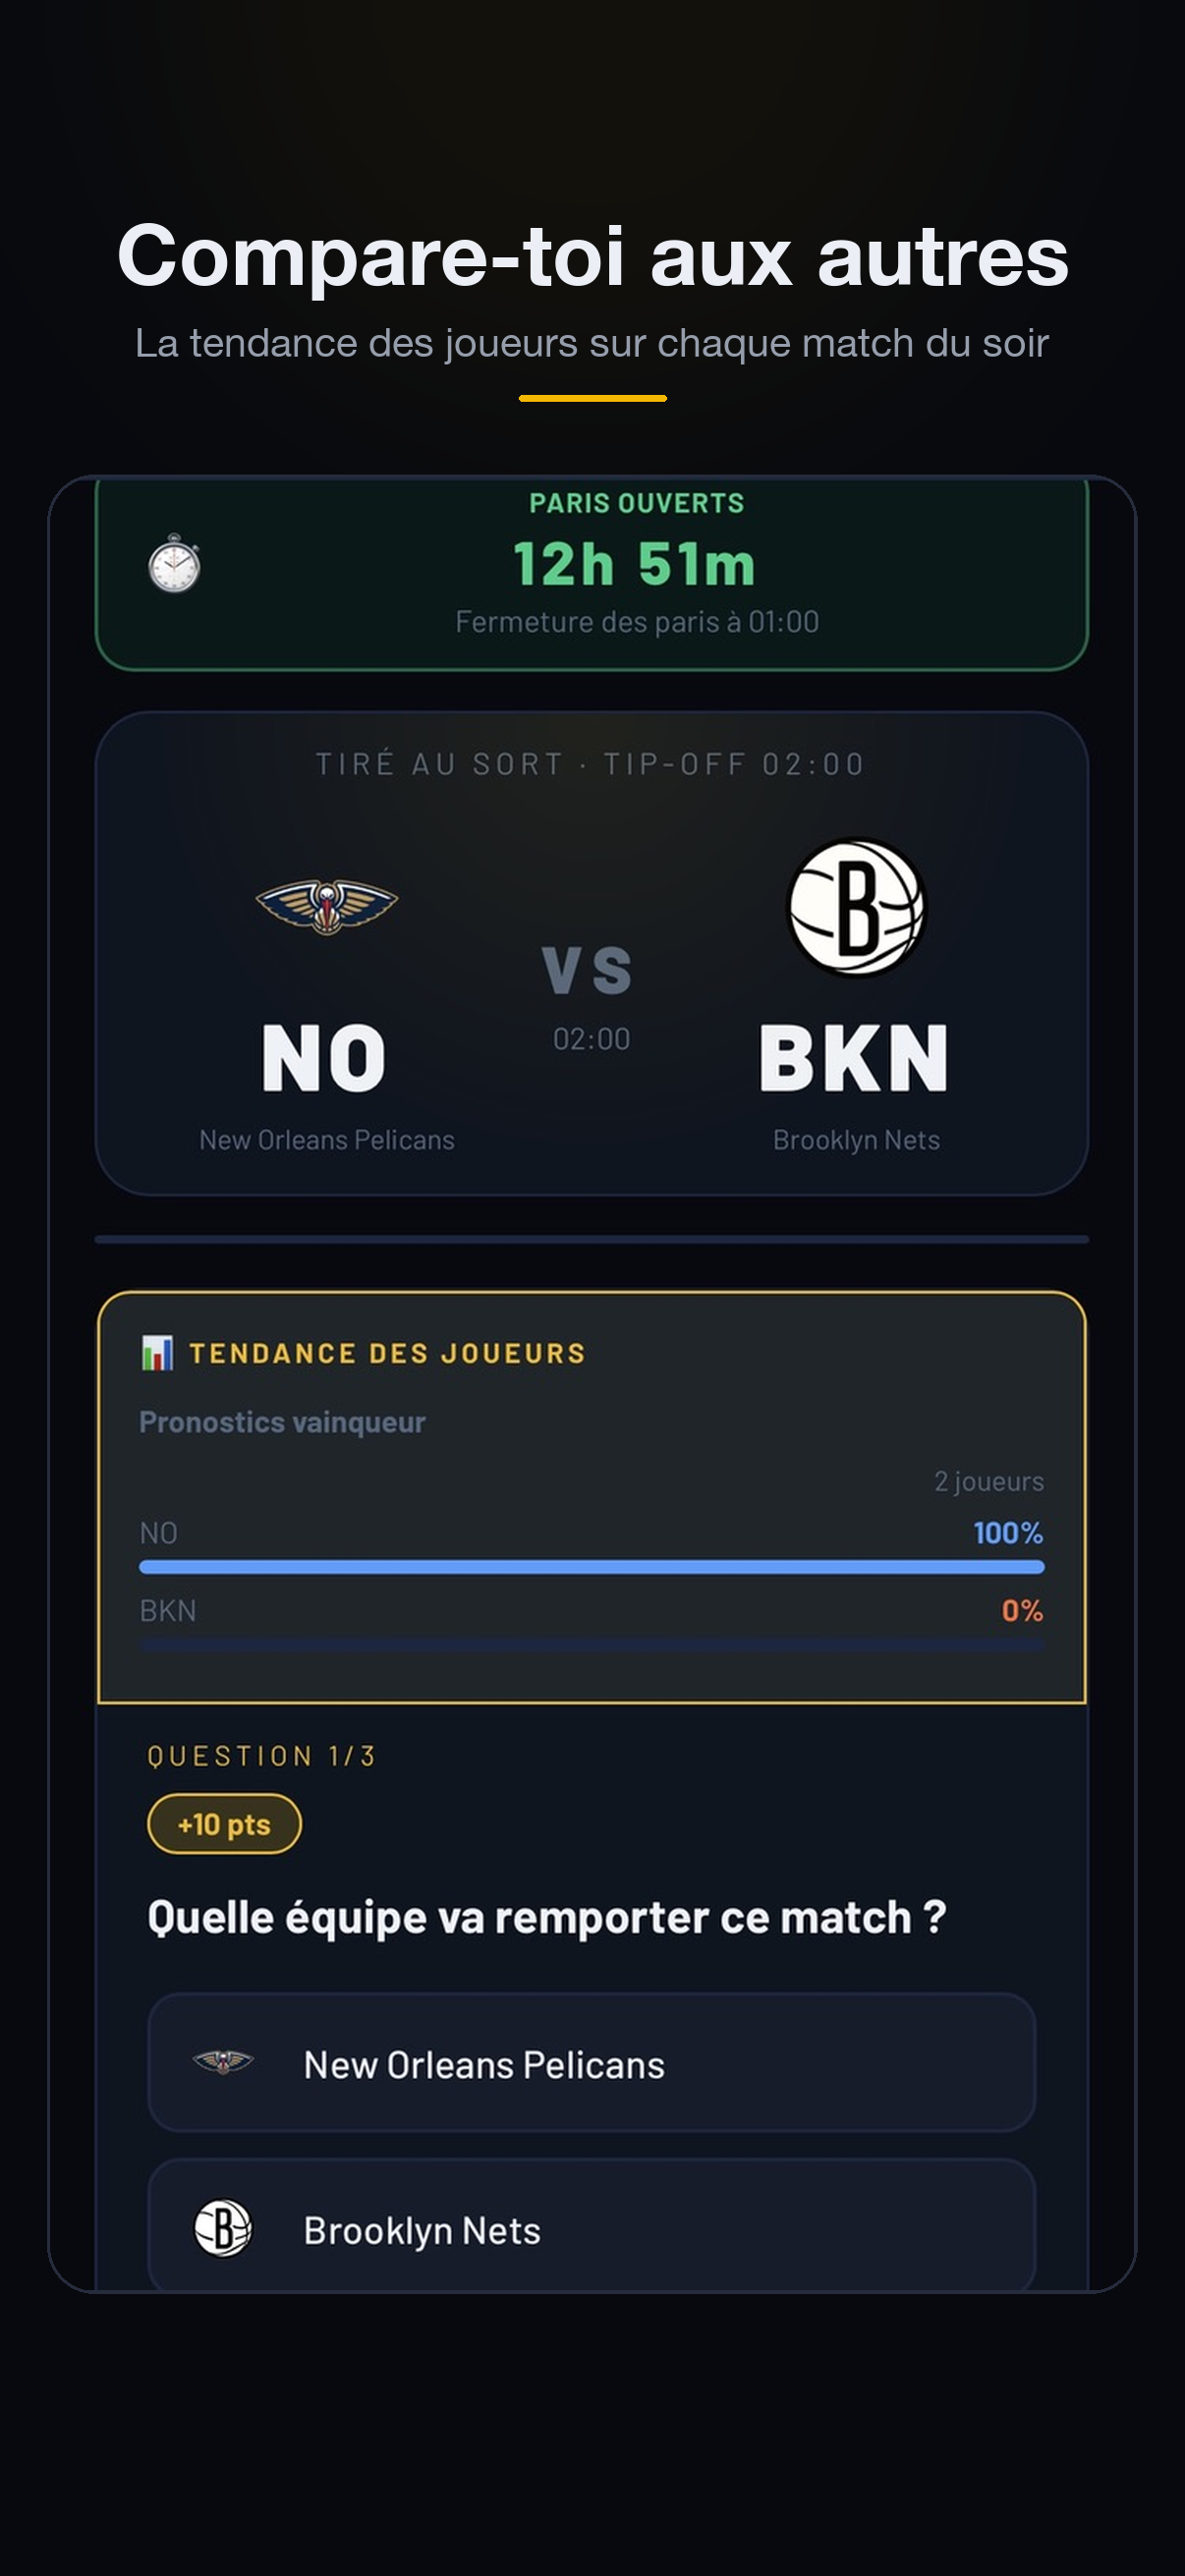 Compare-toi aux autres
La tendance des joueurs sur chaque match du soir
PARIS OUVERTS
12h 51m
Fermeture des paris à 01:00
TIRÉ AU SORT · TIP-OFF 02:00
B
VS
02:00
NO
BKN
New Orleans Pelicans
Brooklyn Nets
TENDANCE DES JOUEURS
Pronostics vainqueur
2 joueurs
NO 100%
BKN 0%
QUESTION 1/3
+10 pts
Quelle équipe va remporter ce match ?
New Orleans Pelicans
B Brooklyn Nets